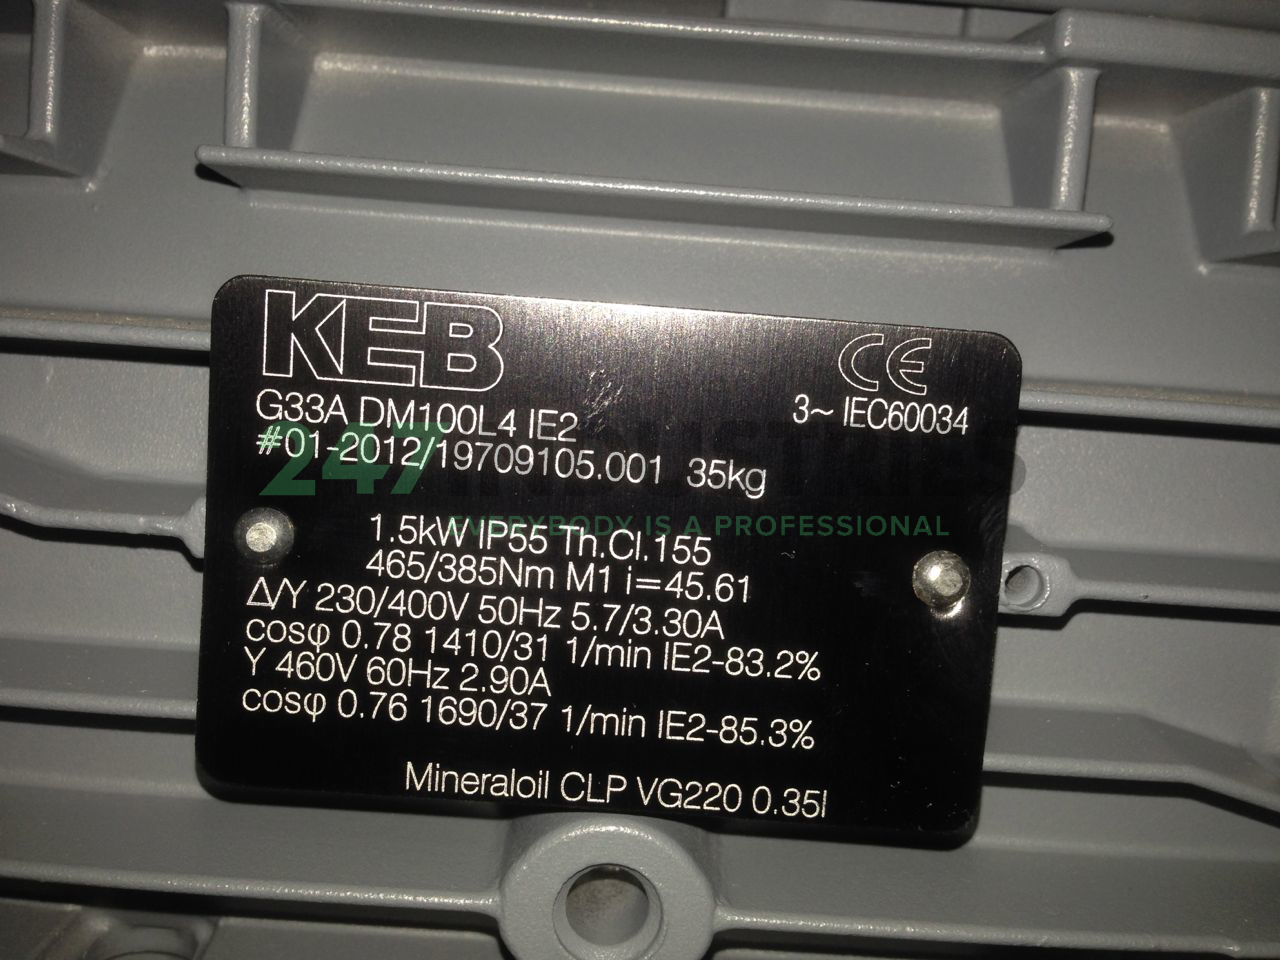 KEB
CE
G33A DM100L4 IE2
3~ IEC60034
#01-2012/19709105.001 35kg
247 INDUSTRIES
EVERYBODY IS A PROFESSIONAL
1.5kW IP55 Th.Cl.155
465/385Nm M1 i=45.61
Δ/Y 230/400V 50Hz 5.7/3.30A
cosφ 0.78 1410/31 1/min IE2-83.2%
Y 460V 60Hz 2.90A
cosφ 0.76 1690/37 1/min IE2-85.3%
Mineraloil CLP VG220 0.35l